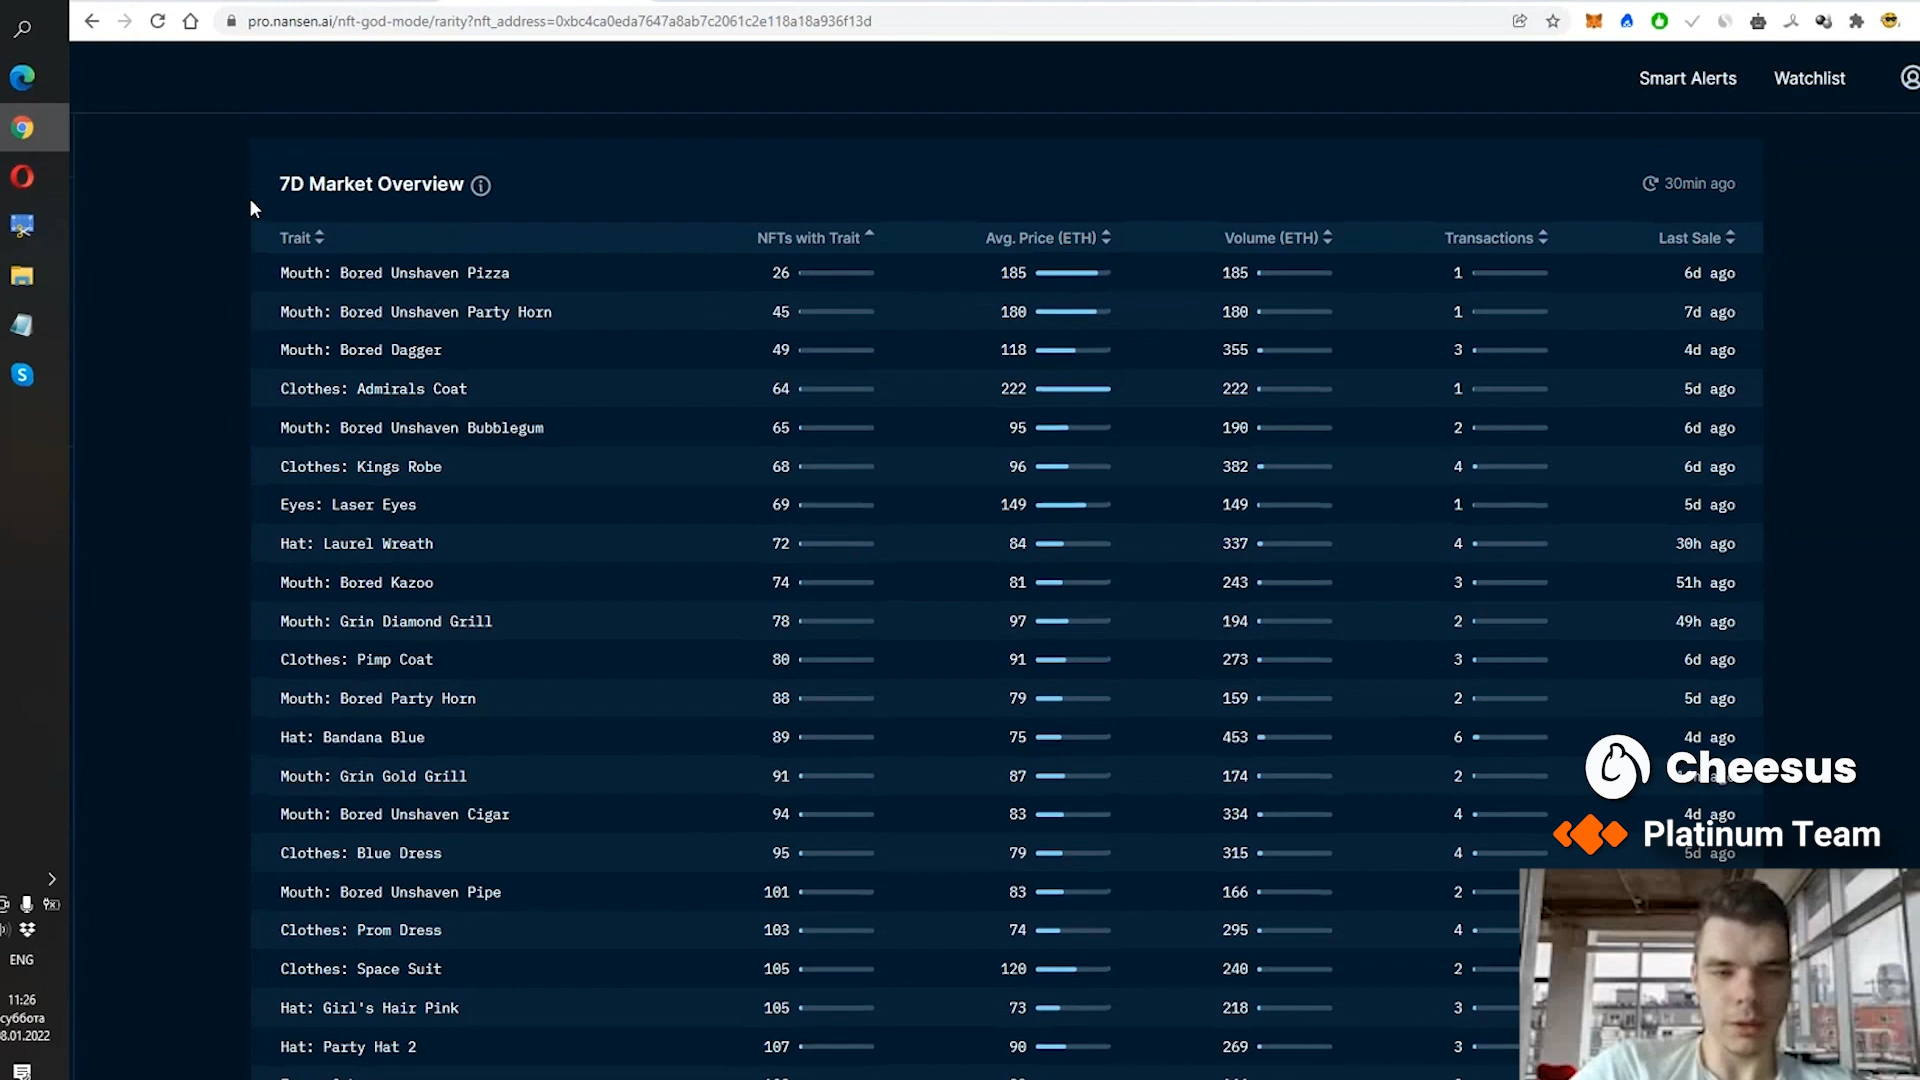 pro.nansen.ai/nft-god-mode/rarity?nft_address=0xbc4ca0eda7647a8ab7c2061c2e118a18a936f13d
Smart Alerts Watchlist
7D Market Overview 30min ago
Trait NFTs with Trait Avg. Price (ETH) Volume (ETH) Transactions Last Sale
Mouth: Bored Unshaven Pizza 26 185 185 1 6d ago
Mouth: Bored Unshaven Party Horn 45 180 180 1 7d ago
Mouth: Bored Dagger 49 118 355 3 4d ago
Clothes: Admirals Coat 64 222 222 1 5d ago
Mouth: Bored Unshaven Bubblegum 65 95 190 2 6d ago
Clothes: Kings Robe 68 96 382 4 6d ago
Eyes: Laser Eyes 69 149 149 1 5d ago
Hat: Laurel Wreath 72 84 337 4 30h ago
Mouth: Bored Kazoo 74 81 243 3 51h ago
Mouth: Grin Diamond Grill 78 97 194 2 49h ago
Clothes: Pimp Coat 80 91 273 3 6d ago
Mouth: Bored Party Horn 88 79 159 2 5d ago
Hat: Bandana Blue 89 75 453 6 4d ago
Mouth: Grin Gold Grill 91 87 174 2
Cheesus
Mouth: Bored Unshaven Cigar 94 83 334 4 4d ago
Platinum Team
Clothes: Blue Dress 95 79 315 4 5d ago
Mouth: Bored Unshaven Pipe 101 83 166 2
Clothes: Prom Dress 103 74 295 4
Clothes: Space Suit 105 120 240 2
Hat: Girl's Hair Pink 105 73 218 3
Hat: Party Hat 2 107 90 269 3
S
ENG
11:26
суббота
8.01.2022